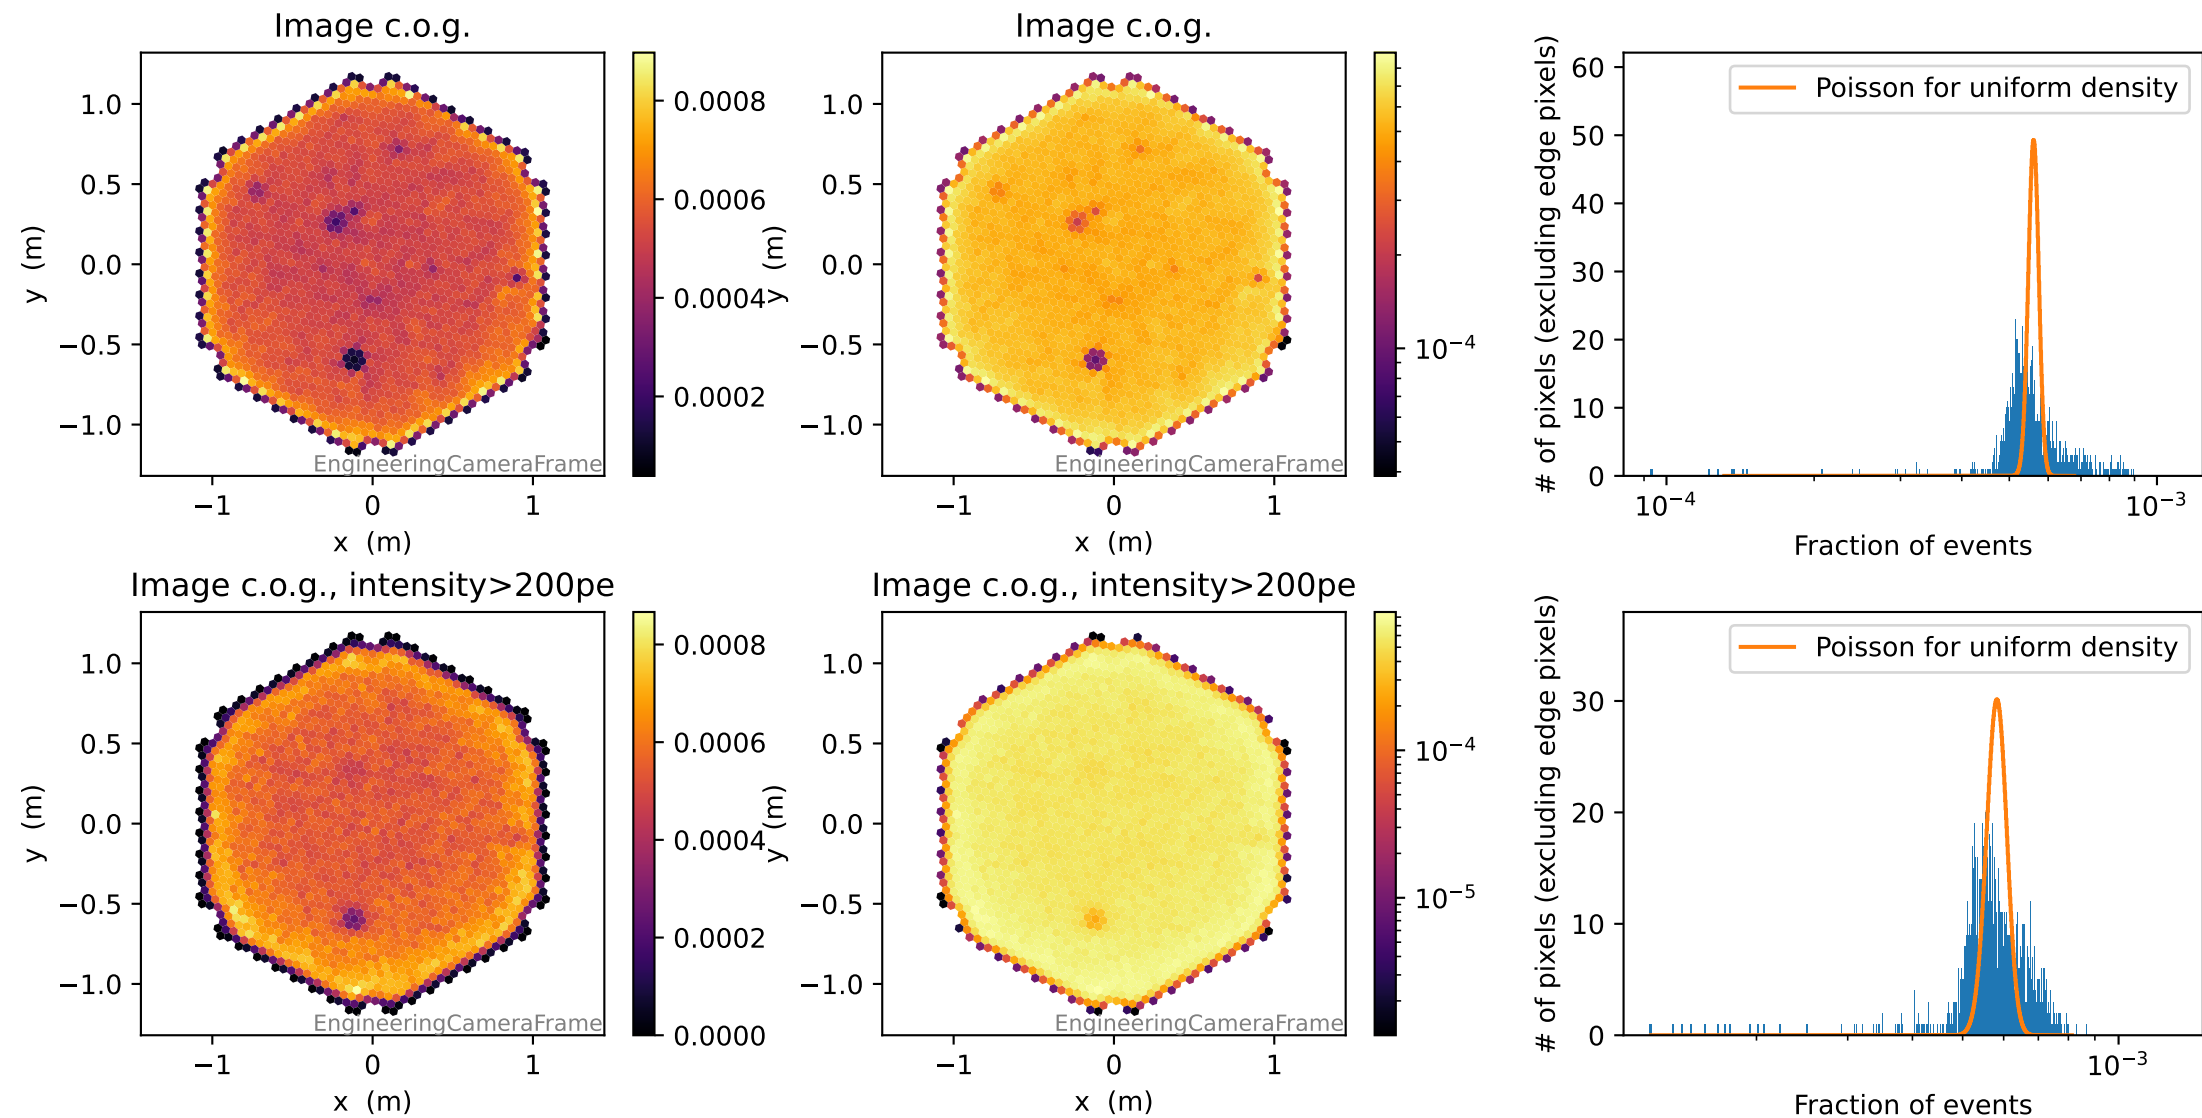 Image c.o.g.
1.0
0.5
0.0
−0.5
−1.0
y (m)
−1
0
1
x (m)
EngineeringCameraFrame
0.0008
0.0006
0.0004
0.0002
Image c.o.g.
1.0
0.5
0.0
−0.5
−1.0
y (m)
−1
0
1
x (m)
EngineeringCameraFrame
10⁻⁴
Poisson for uniform density
60
50
40
30
20
10
0
# of pixels (excluding edge pixels)
10⁻⁴
10⁻³
Fraction of events
Image c.o.g., intensity>200pe
1.0
0.5
0.0
−0.5
−1.0
y (m)
−1
0
1
x (m)
EngineeringCameraFrame
0.0008
0.0006
0.0004
0.0002
0.0000
Image c.o.g., intensity>200pe
1.0
0.5
0.0
−0.5
−1.0
y (m)
−1
0
1
x (m)
EngineeringCameraFrame
10⁻⁴
10⁻⁵
Poisson for uniform density
30
20
10
0
# of pixels (excluding edge pixels)
10⁻³
Fraction of events